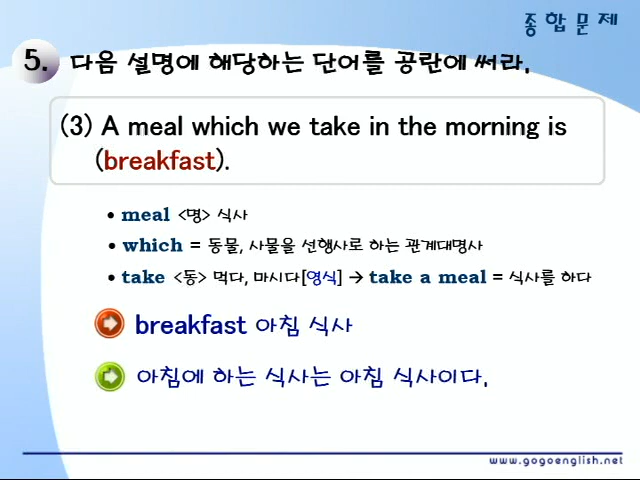 종합문제
5. 다음 설명에 해당하는 단어를 공란에 써라.
(3) A meal which we take in the morning is
(breakfast).
• meal <명> 식사
• which = 동물, 사물을 선행사로 하는 관계대명사
• take <동> 먹다, 마시다[영식] → take a meal = 식사를 하다
breakfast 아침 식사
아침에 하는 식사는 아침 식사이다.
www.gogoenglish.net